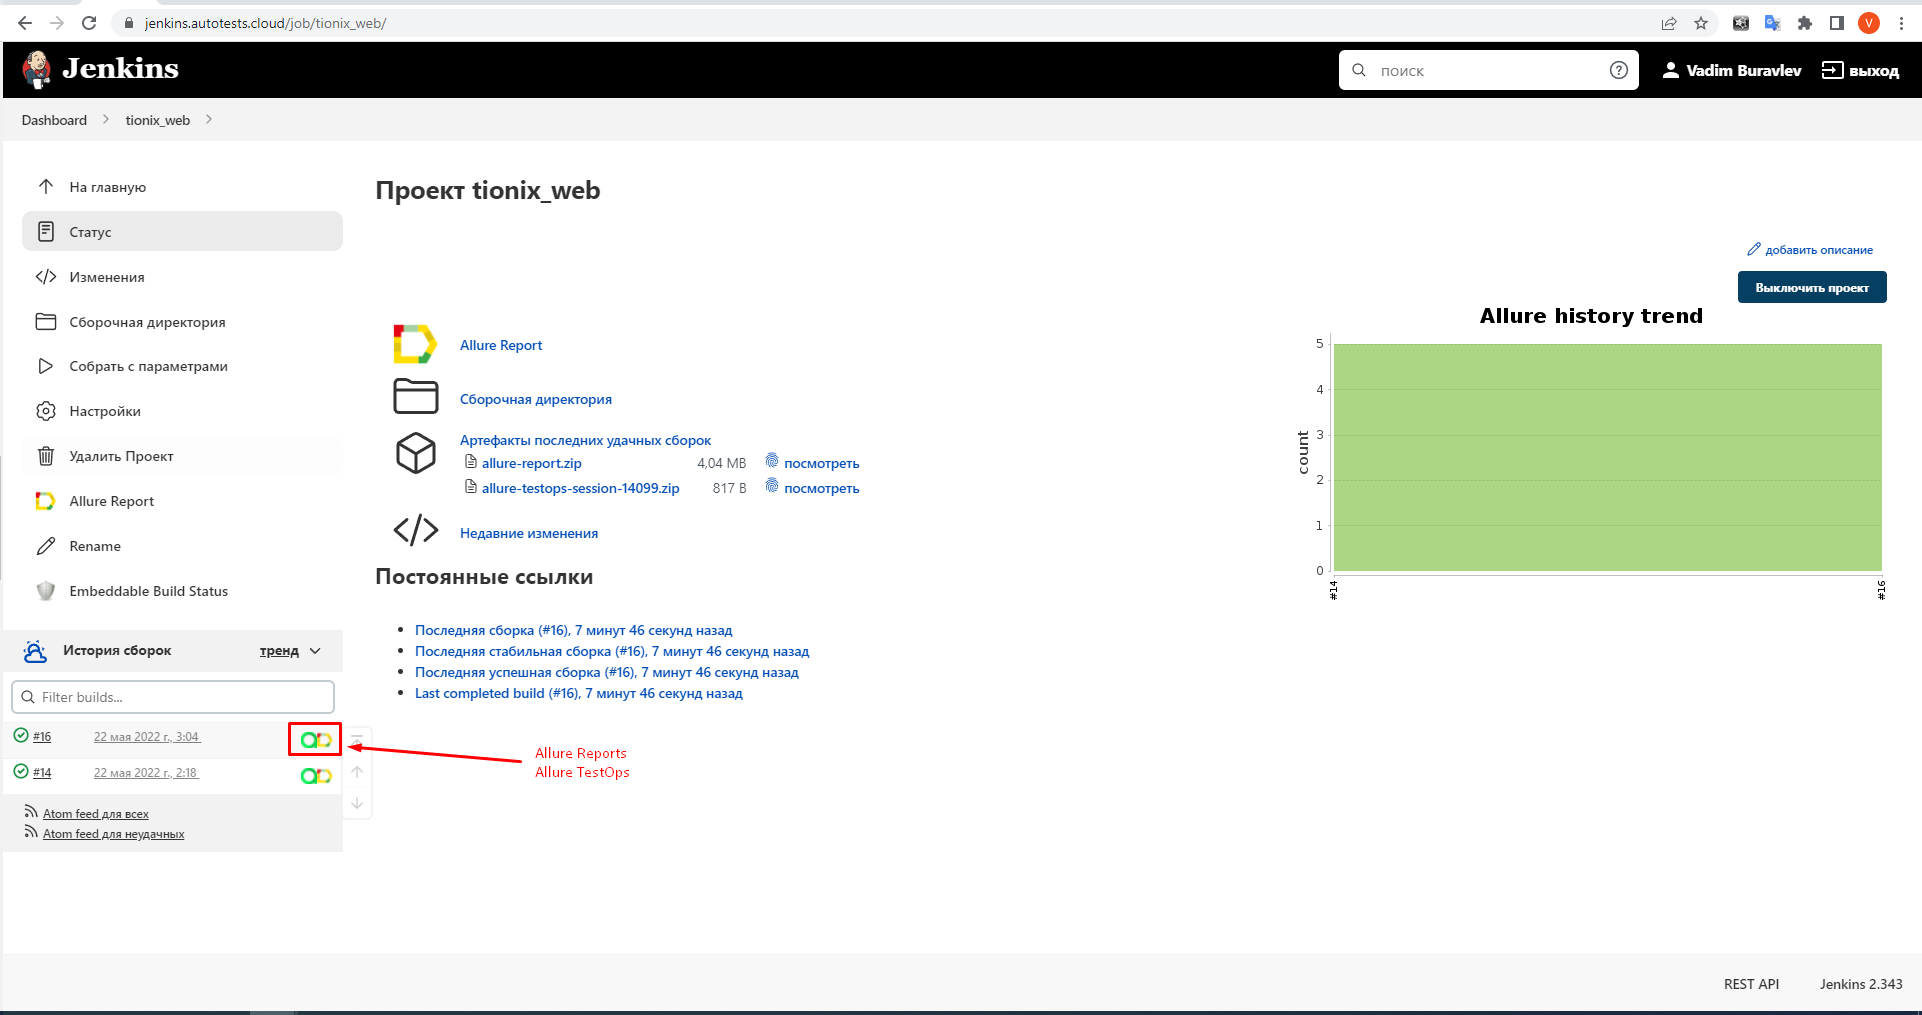 jenkins.autotests.cloud/job/tionix_web/
V
Jenkins
поиск
Vadim Buravlev
выход
Dashboard
tionix_web
На главную
Статус
Изменения
Сборочная директория
Собрать с параметрами
Настройки
Удалить Проект
Allure Report
Rename
Embeddable Build Status
История сборок
тренд
Filter builds...
#16
22 мая 2022 г., 3:04
#14
22 мая 2022 г., 2:18
Atom feed для всех
Atom feed для неудачных
Проект tionix_web
добавить описание
Выключить проект
Allure Report
Сборочная директория
Артефакты последних удачных сборок
allure-report.zip 4,04 MB посмотреть
allure-testops-session-14099.zip 817 B посмотреть
Недавние изменения
Постоянные ссылки
Последняя сборка (#16), 7 минут 46 секунд назад
Последняя стабильная сборка (#16), 7 минут 46 секунд назад
Последняя успешная сборка (#16), 7 минут 46 секунд назад
Last completed build (#16), 7 минут 46 секунд назад
Allure Reports
Allure TestOps
Allure history trend
count
5
4
3
2
1
0
#14
#16
REST API
Jenkins 2.343